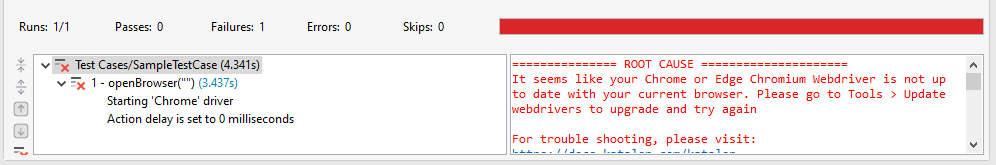 Runs: 1/1 Passes: 0 Failures: 1 Errors: 0 Skips: 0
Test Cases/SampleTestCase (4.341s)
1 - openBrowser("") (3.437s)
Starting 'Chrome' driver
Action delay is set to 0 milliseconds
=============== ROOT CAUSE =====================
It seems like your Chrome or Edge Chromium Webdriver is not up
to date with your current browser. Please go to Tools > Update
webdrivers to upgrade and try again
For trouble shooting, please visit:
https://docs.katalon.com/katalon